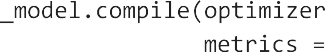 _model.compile(optimizer
metrics =